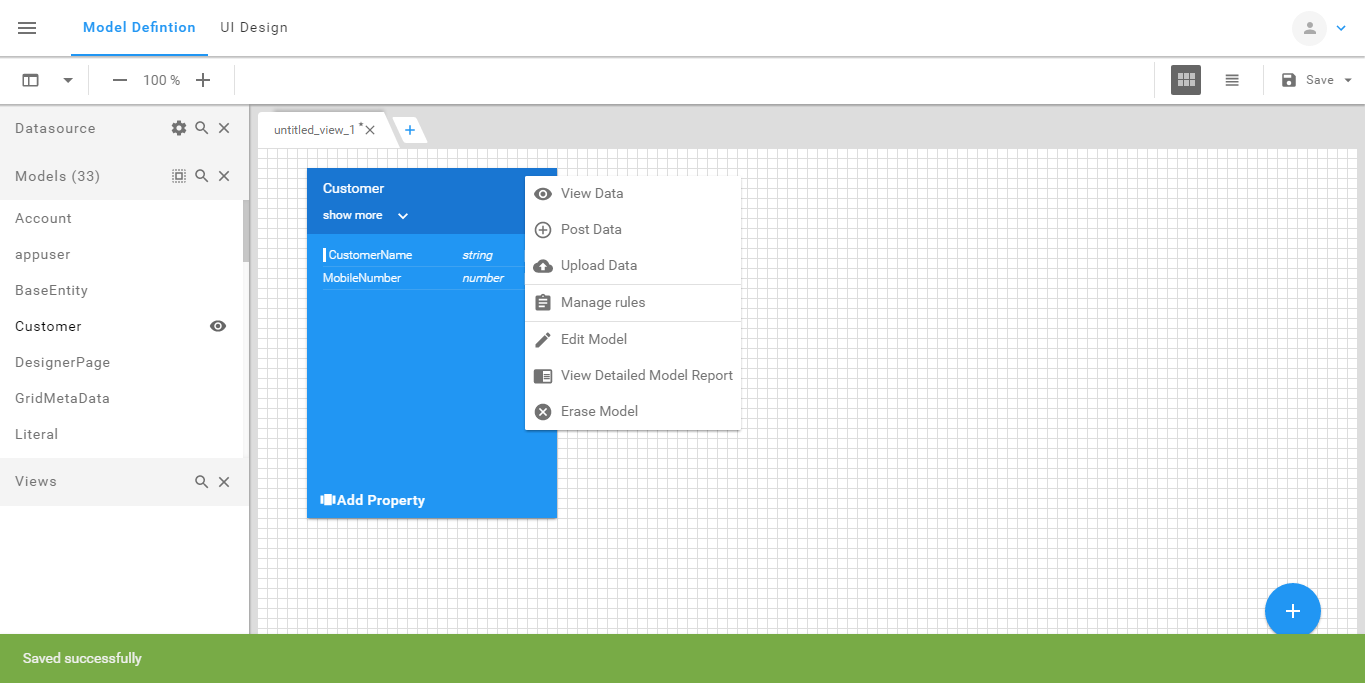 Model Defintion UI Design
100 % Save
Datasource
untitled_view_1 *
Models (33)
Account
appuser
BaseEntity
Customer
DesignerPage
GridMetaData
Literal
Views
Customer
show more
CustomerName string
MobileNumber number
Add Property
View Data
Post Data
Upload Data
Manage rules
Edit Model
View Detailed Model Report
Erase Model
Saved successfully